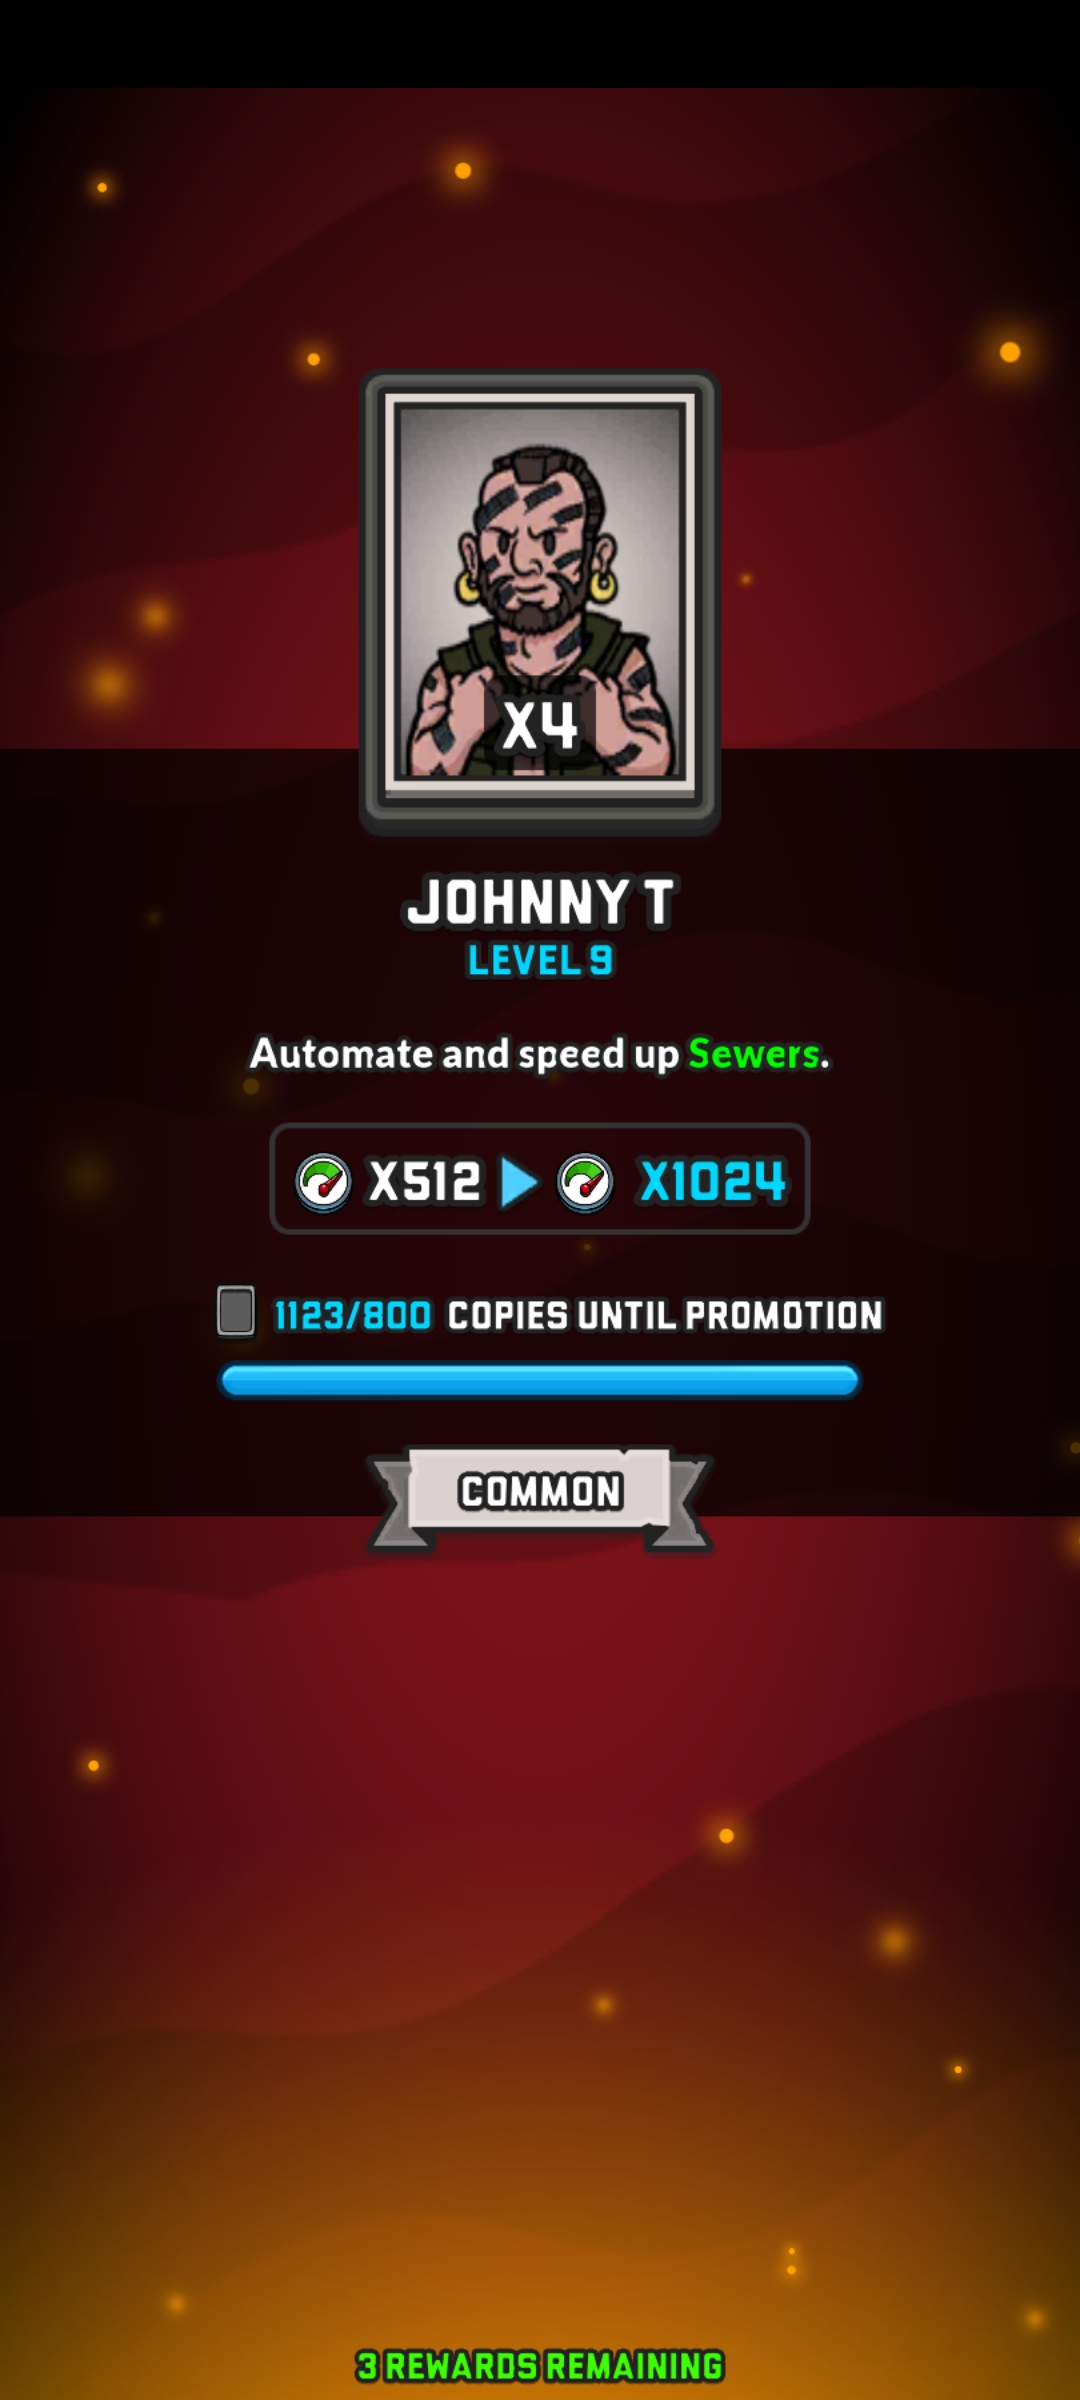 X4
JOHNNY T
LEVEL 9
Automate and speed up Sewers.
X512 X1024
1123/800 COPIES UNTIL PROMOTION
COMMON
3 REWARDS REMAINING